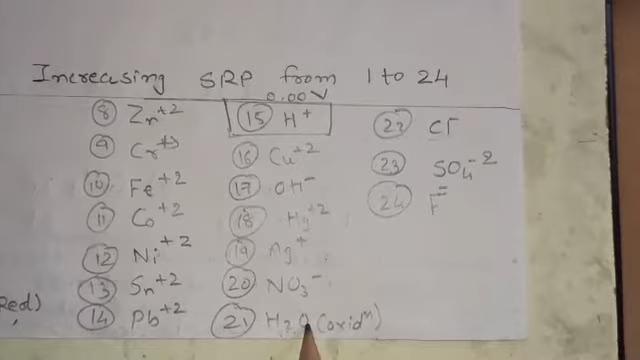 Increasing SRP from 1 to 24
0.00V
⑧ Zn+2
⑨ Cr+3
⑩ Fe+2
⑪ Co+2
⑫ Ni+2
⑬ Sn+2
⑭ Pb+2
⑮ H+
⑯ Cu+2
⑰ OH-
⑱ Hg+2
⑲ Ag+
⑳ NO3-
㉑ H2O (oxidn)
㉒ Cl-
㉓ SO4-2
㉔ F-
Red)